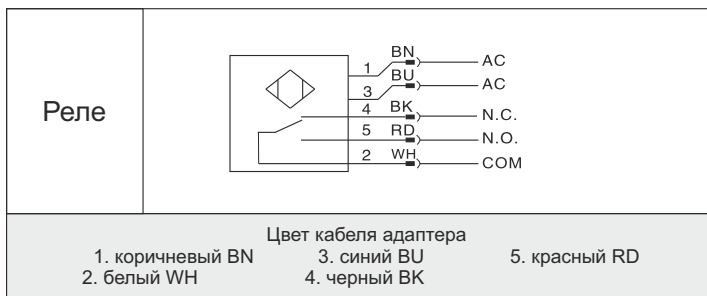 Реле
1 BN AC
3 BU AC
4 BK N.C.
5 RD N.O.
2 WH COM
Цвет кабеля адаптера
1. коричневый BN 3. синий BU 5. красный RD
2. белый WH 4. черный BK